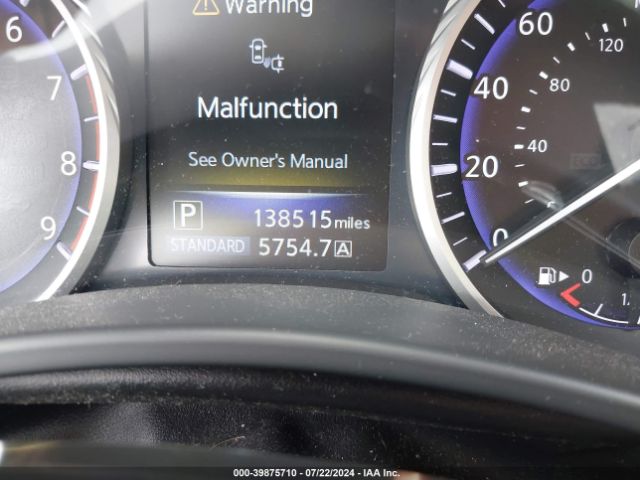 Warning
Malfunction
See Owner's Manual
P 138515 miles
STANDARD 5754.7 A
6
7
8
9
60
40
20
0
120
80
40
ECO
0
000-39875710 - 07/22/2024 - IAA Inc.